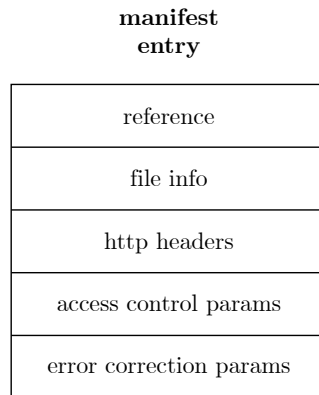 manifest
entry
reference
file info
http headers
access control params
error correction params